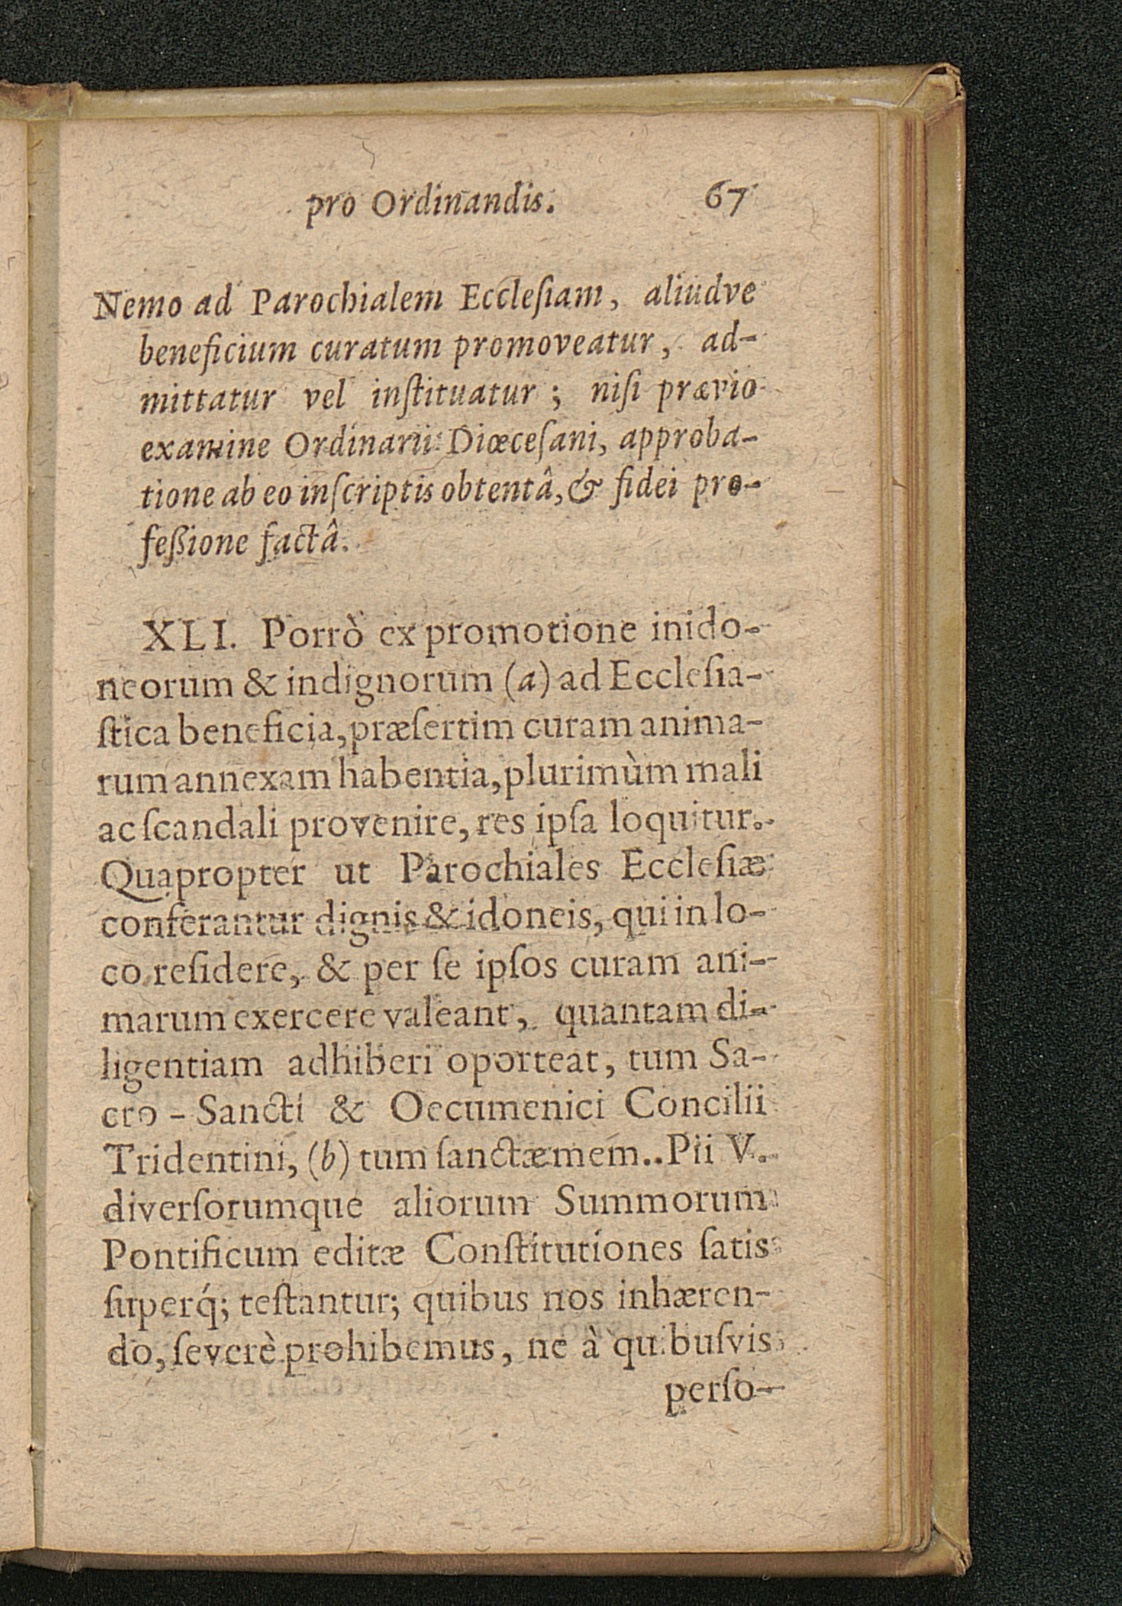 pro Ordinandis. 67
Nemo ad Parochialem Eccleſiam, aliudve
beneficium curatum promoveatur, ad-
mittatur vel inſtituatur; niſi prævio
examine Ordinarii Diœceſani, approba-
tione ab eo inſcriptis obtentâ, & fidei pro-
feßione factâ.
XLI. Porrò ex promotione inido-
neorum & indignorum (a) ad Eccleſia-
ſtica beneficia, præſertim curam anima-
rum annexam habentia, plurimùm mali
ac ſcandali provenire, res ipſa loquitur.
Quapropter ut Parochiales Eccleſiæ
conferantur dignis & idoneis, qui in lo-
co reſidere, & per ſe ipſos curam ani-
marum exercere valeant, quantam di-
ligentiam adhiberi oporteat, tum Sa-
cro-Sancti & Oecumenici Concilii
Tridentini, (b) tum ſanctæ mem.. Pii V.
diverſorumque aliorum Summorum
Pontificum editæ Conſtitutiones ſatis
ſuperq́; teſtantur; quibus nos inhæren-
do, ſeverè prohibemus, ne à quibuſvis
perſo-